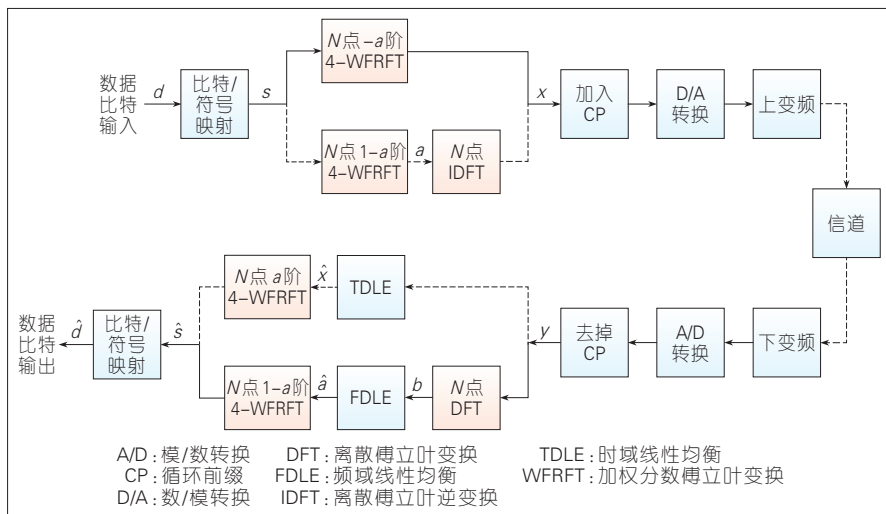 N点-a阶
4-WFRFT
数据
比特
输入
d
比特/
符号
映射
s
x
加入
CP
D/A
转换
上变频
N点1-a阶
4-WFRFT
a
N点
IDFT
信道
N点a阶
4-WFRFT
x̂
TDLE
数据
比特
输出
d̂
比特/
符号
映射
ŝ
y
去掉
CP
A/D
转换
下变频
N点1-a阶
4-WFRFT
â
FDLE
b
N点
DFT
A/D:模/数转换 DFT:离散傅立叶变换 TDLE:时域线性均衡
CP:循环前缀 FDLE:频域线性均衡 WFRFT:加权分数傅立叶变换
D/A:数/模转换 IDFT:离散傅立叶逆变换